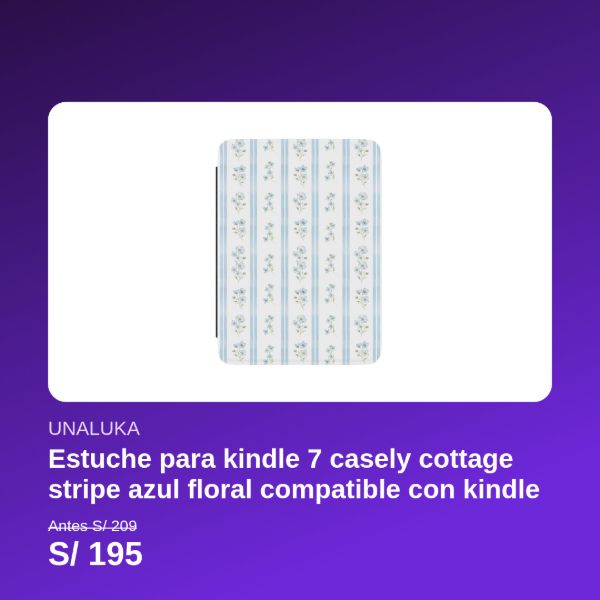 UNALUKA
Estuche para kindle 7 casely cottage
stripe azul floral compatible con kindle
Antes S/ 209
S/ 195